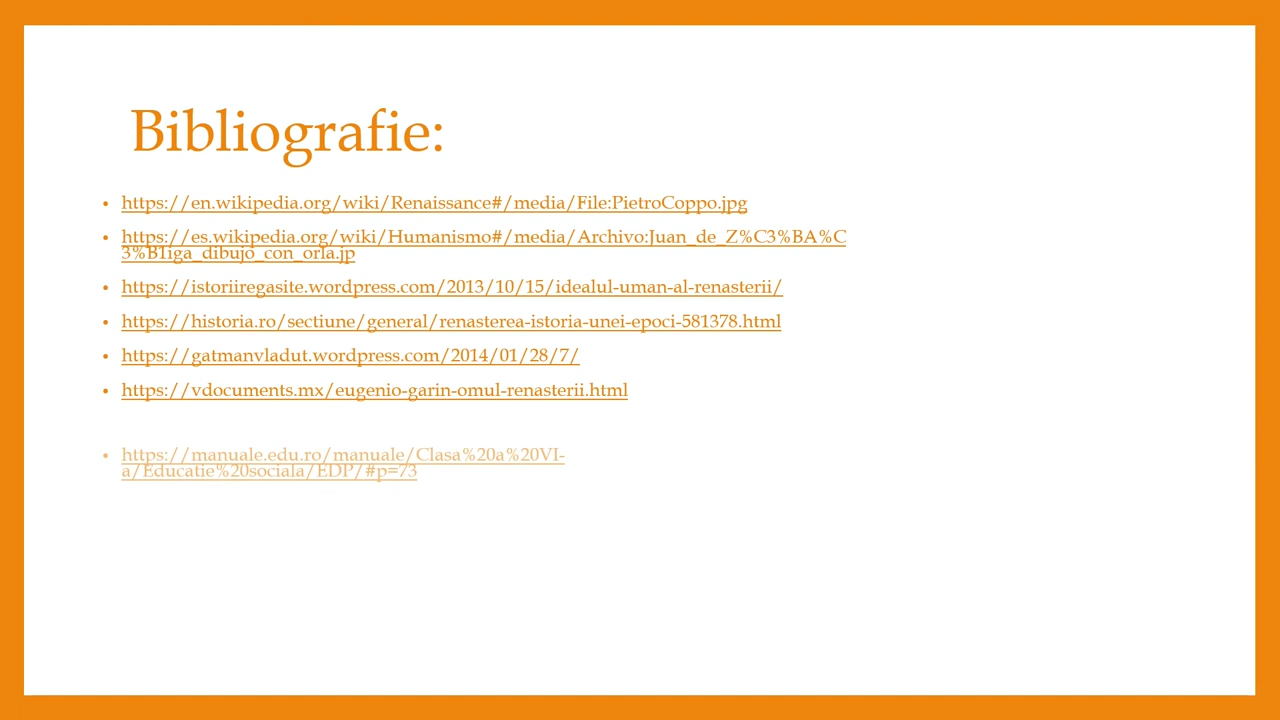 Bibliografie:
• https://en.wikipedia.org/wiki/Renaissance#/media/File:PietroCoppo.jpg
• https://es.wikipedia.org/wiki/Humanismo#/media/Archivo:Juan_de_Z%C3%BA%C
3%B1iga_dibujo_con_orla.jp
• https://istoriiregasite.wordpress.com/2013/10/15/idealul-uman-al-renasterii/
• https://historia.ro/sectiune/general/renasterea-istoria-unei-epoci-581378.html
• https://gatmanvladut.wordpress.com/2014/01/28/7/
• https://vdocuments.mx/eugenio-garin-omul-renasterii.html
• https://manuale.edu.ro/manuale/Clasa%20a%20VI-
a/Educatie%20sociala/EDP/#p=73